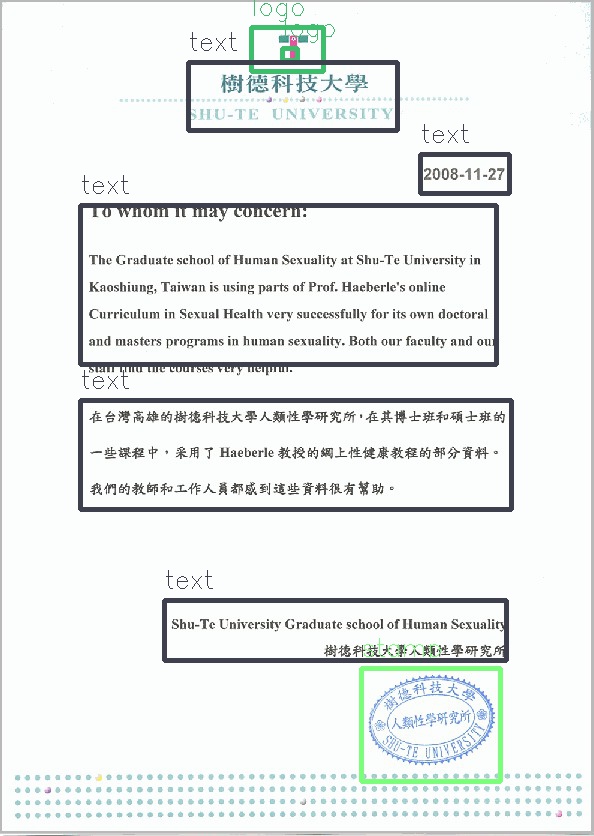 logo
logo
text
樹德科技大學
SHU-TE UNIVERSITY
text
2008-11-27
text
To whom it may concern:
The Graduate school of Human Sexuality at Shu-Te University in
Kaoshiung, Taiwan is using parts of Prof. Haeberle's online
Curriculum in Sexual Health very successfully for its own doctoral
and masters programs in human sexuality. Both our faculty and our
staff find the courses very helpful.
text
在台灣高雄的樹德科技大學人類性學研究所，在其博士班和碩士班的
一些課程中，采用了 Haeberle 教授的網上性健康教程的部分資料。
我們的教師和工作人員都感到這些資料很有幫助。
text
Shu-Te University Graduate school of Human Sexuality
樹德科技大學人類性學研究所
stamp
樹德科技大學
人類性學研究所
SHU-TE UNIVERSITY